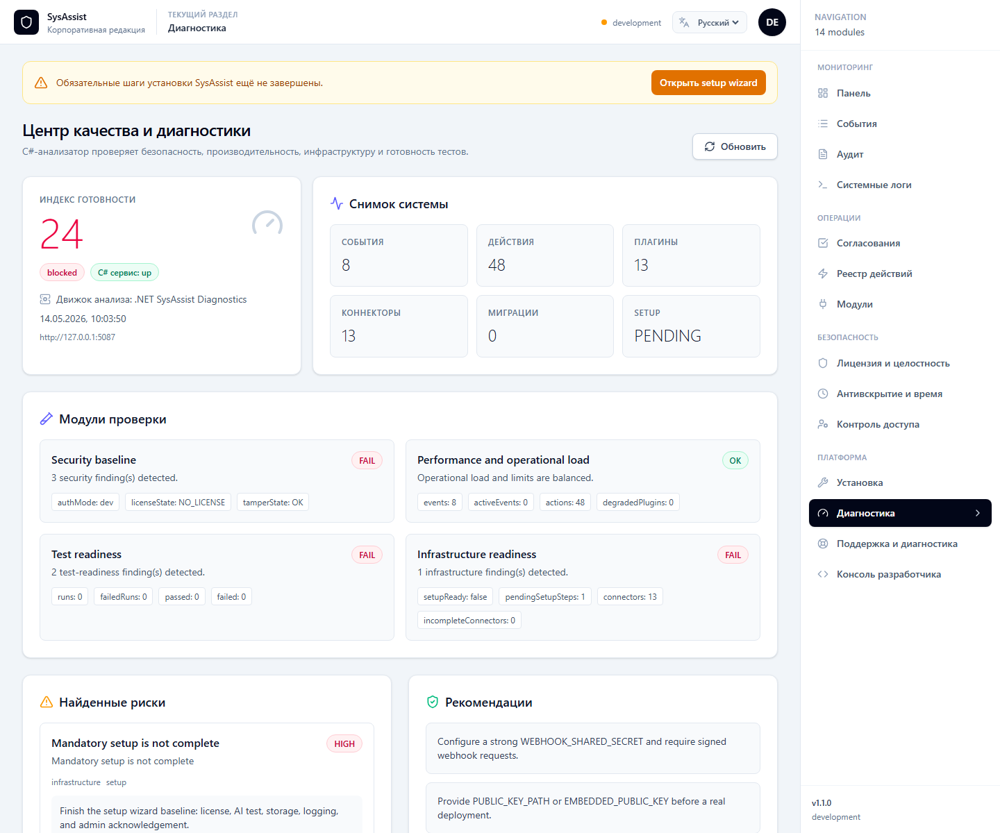 SysAssist
Корпоративная редакция
ТЕКУЩИЙ РАЗДЕЛ
Диагностика
development
Русский
DE
Обязательные шаги установки SysAssist ещё не завершены.
Открыть setup wizard
Центр качества и диагностики
C#-анализатор проверяет безопасность, производительность, инфраструктуру и готовность тестов.
Обновить
ИНДЕКС ГОТОВНОСТИ
24
blocked
C# сервис: up
Движок анализа: .NET SysAssist Diagnostics
14.05.2026, 10:03:50
http://127.0.0.1:5087
Снимок системы
СОБЫТИЯ
8
ДЕЙСТВИЯ
48
ПЛАГИНЫ
13
КОННЕКТОРЫ
13
МИГРАЦИИ
0
SETUP
PENDING
Модули проверки
Security baseline
FAIL
3 security finding(s) detected.
authMode: dev
licenseState: NO_LICENSE
tamperState: OK
Performance and operational load
OK
Operational load and limits are balanced.
events: 8
activeEvents: 0
actions: 48
degradedPlugins: 0
Test readiness
FAIL
2 test-readiness finding(s) detected.
runs: 0
failedRuns: 0
passed: 0
failed: 0
Infrastructure readiness
FAIL
1 infrastructure finding(s) detected.
setupReady: false
pendingSetupSteps: 1
connectors: 13
incompleteConnectors: 0
Найденные риски
Mandatory setup is not complete
HIGH
Mandatory setup is not complete
infrastructure setup
Finish the setup wizard baseline: license, AI test, storage, logging,
and admin acknowledgement.
Рекомендации
Configure a strong WEBHOOK_SHARED_SECRET and require signed
webhook requests.
Provide PUBLIC_KEY_PATH or EMBEDDED_PUBLIC_KEY before a real
deployment.
NAVIGATION
14 modules
МОНИТОРИНГ
Панель
События
Аудит
Системные логи
ОПЕРАЦИИ
Согласования
Реестр действий
Модули
БЕЗОПАСНОСТЬ
Лицензия и целостность
Антивскрытие и время
Контроль доступа
ПЛАТФОРМА
Установка
Диагностика
Поддержка и диагностика
Консоль разработчика
v1.1.0
development